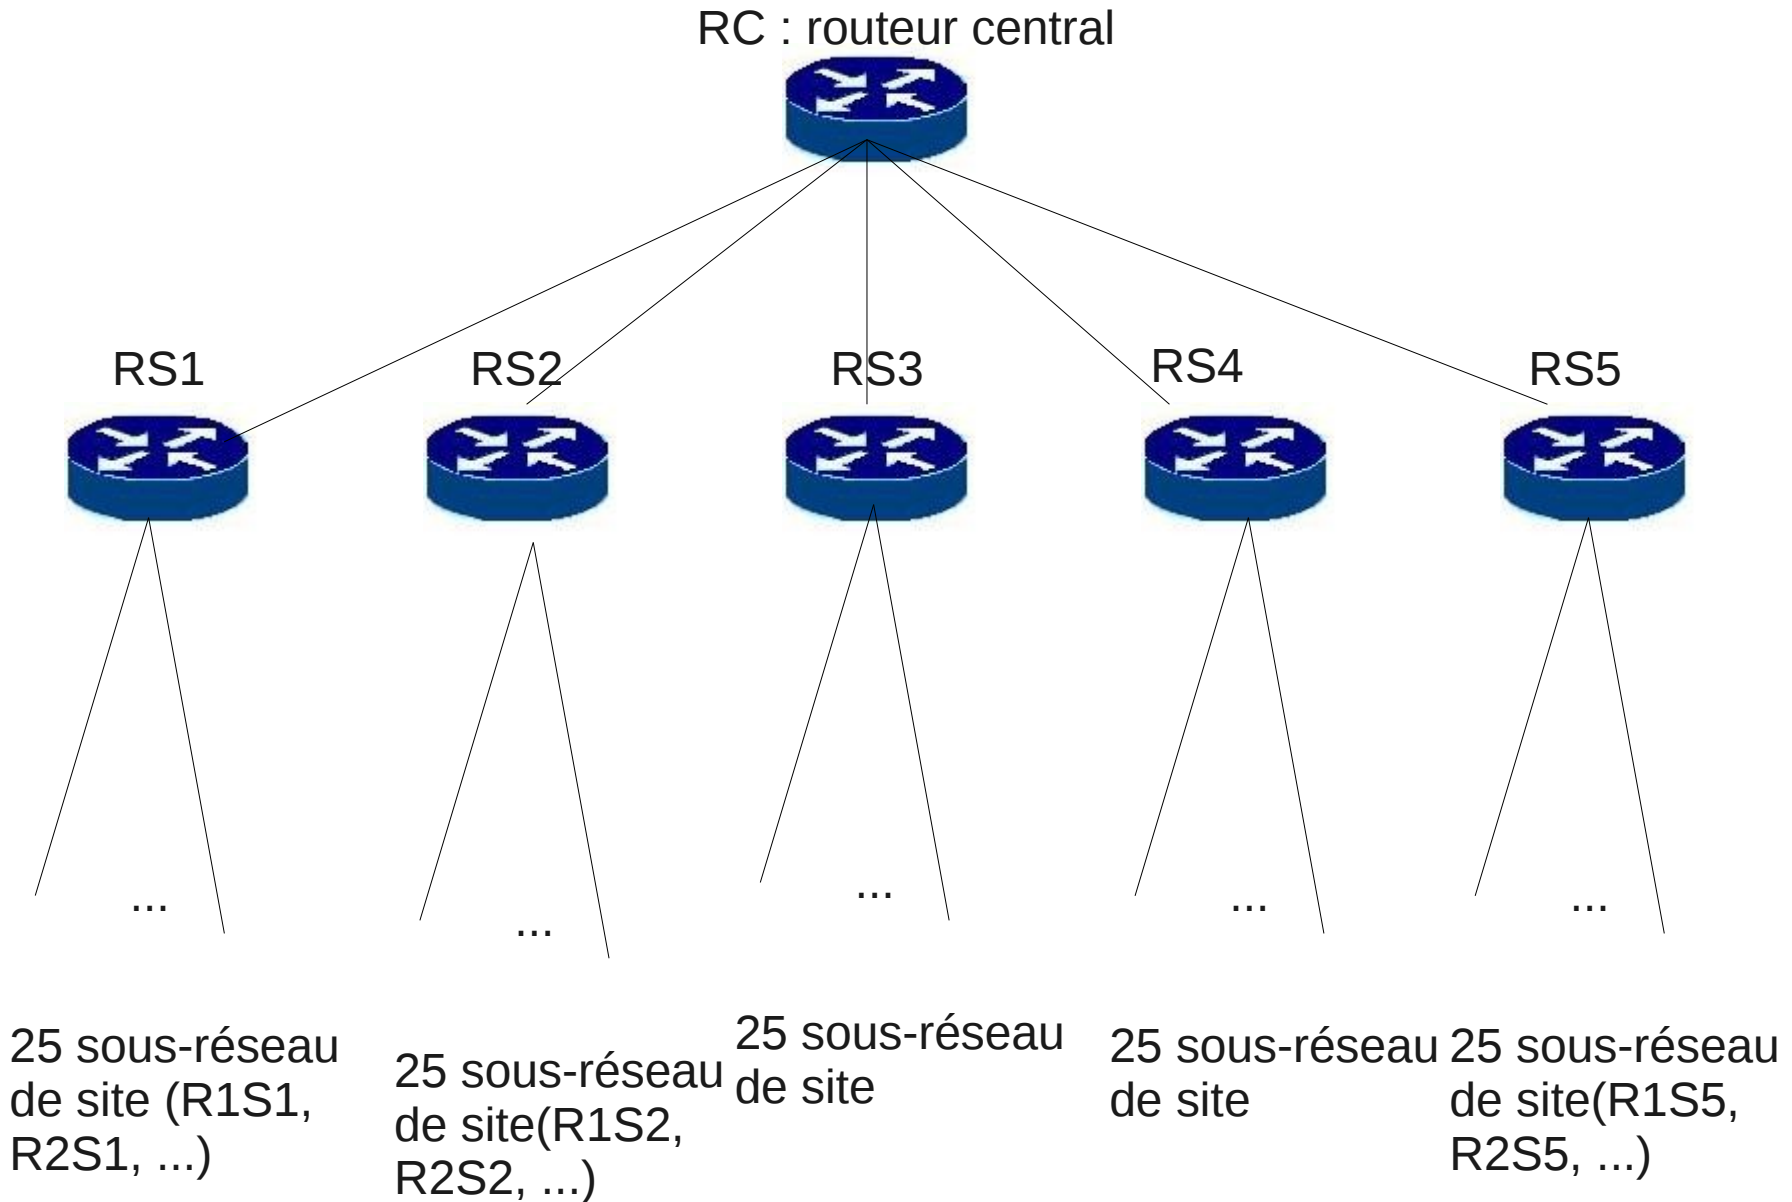 RC : routeur central
RS1
RS2
RS3
RS4
RS5
...
...
...
...
...
25 sous-réseau
de site (R1S1,
R2S1, ...)
25 sous-réseau
de site(R1S2,
R2S2, ...)
25 sous-réseau
de site
25 sous-réseau
de site
25 sous-réseau
de site(R1S5,
R2S5, ...)